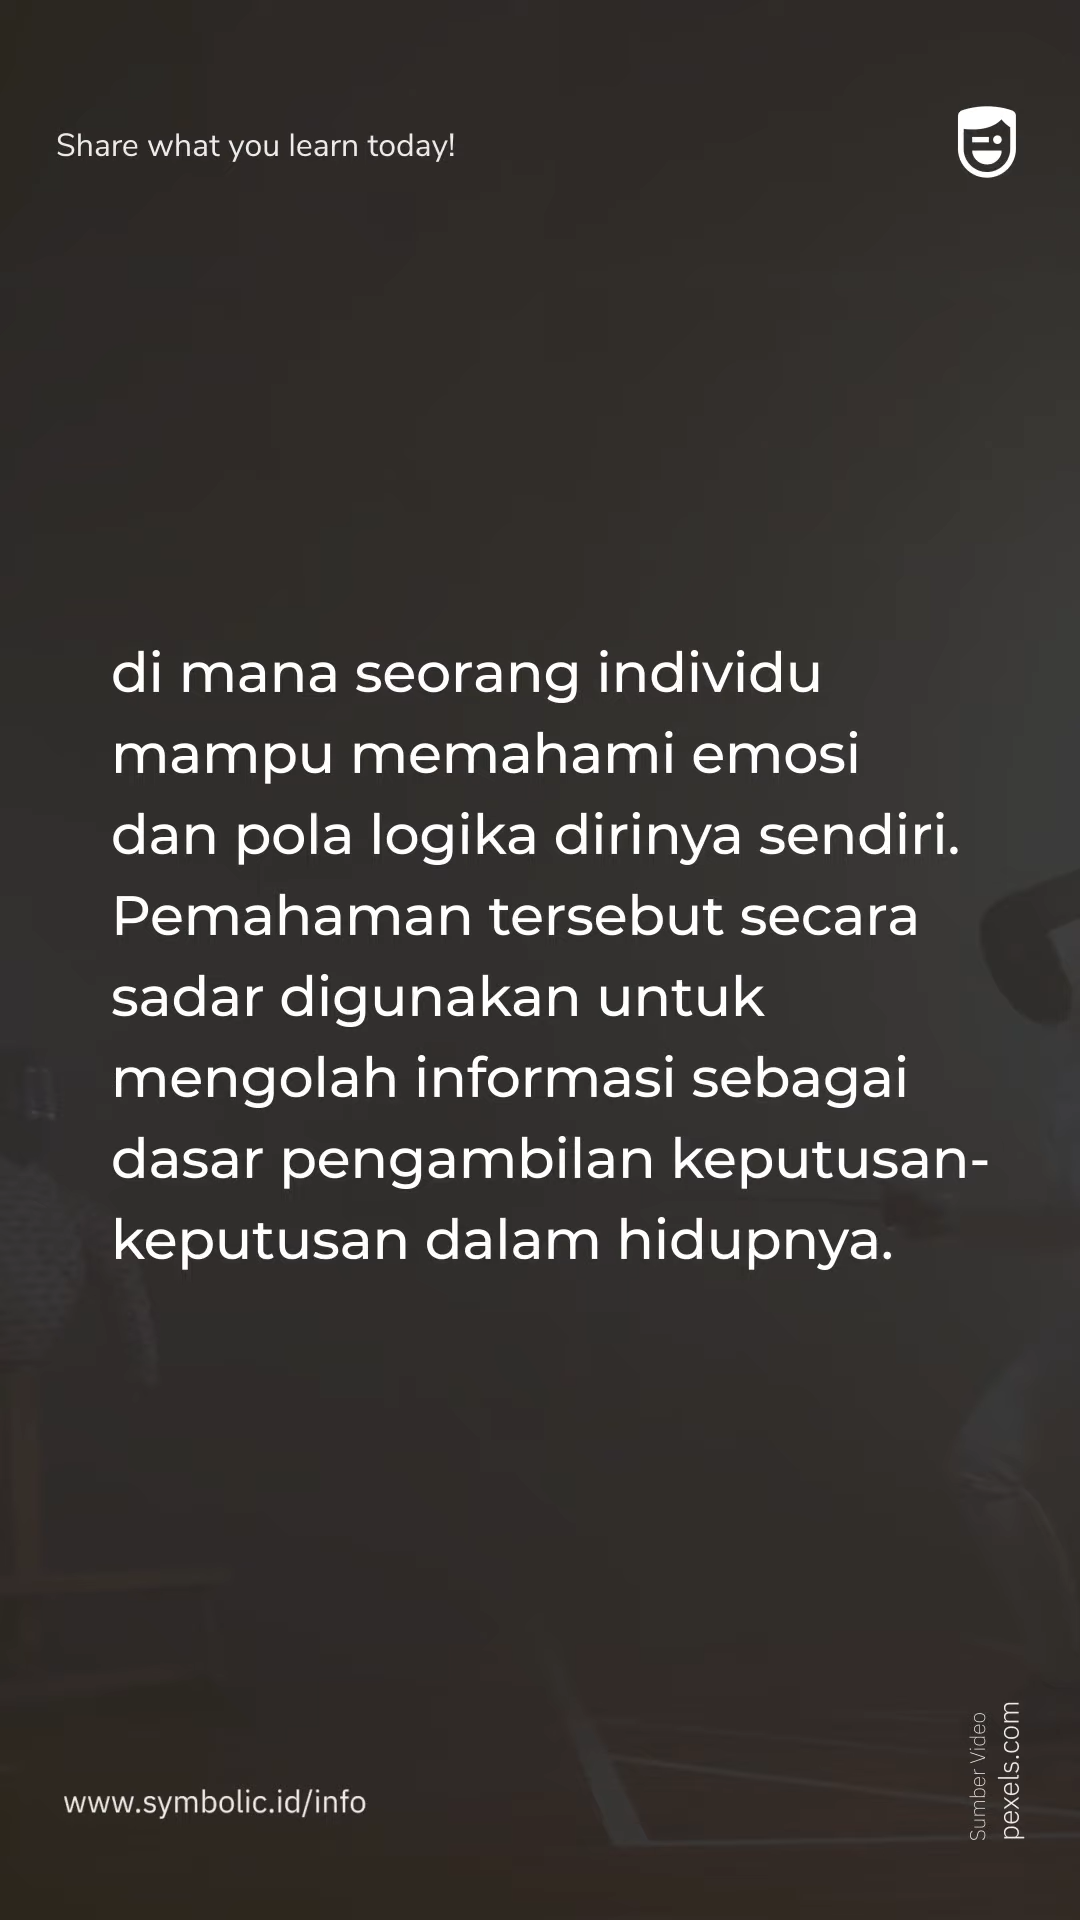 Share what you learn today!
di mana seorang individu
mampu memahami emosi
dan pola logika dirinya sendiri.
Pemahaman tersebut secara
sadar digunakan untuk
mengolah informasi sebagai
dasar pengambilan keputusan-
keputusan dalam hidupnya.
www.symbolic.id/info
Sumber Video
pexels.com